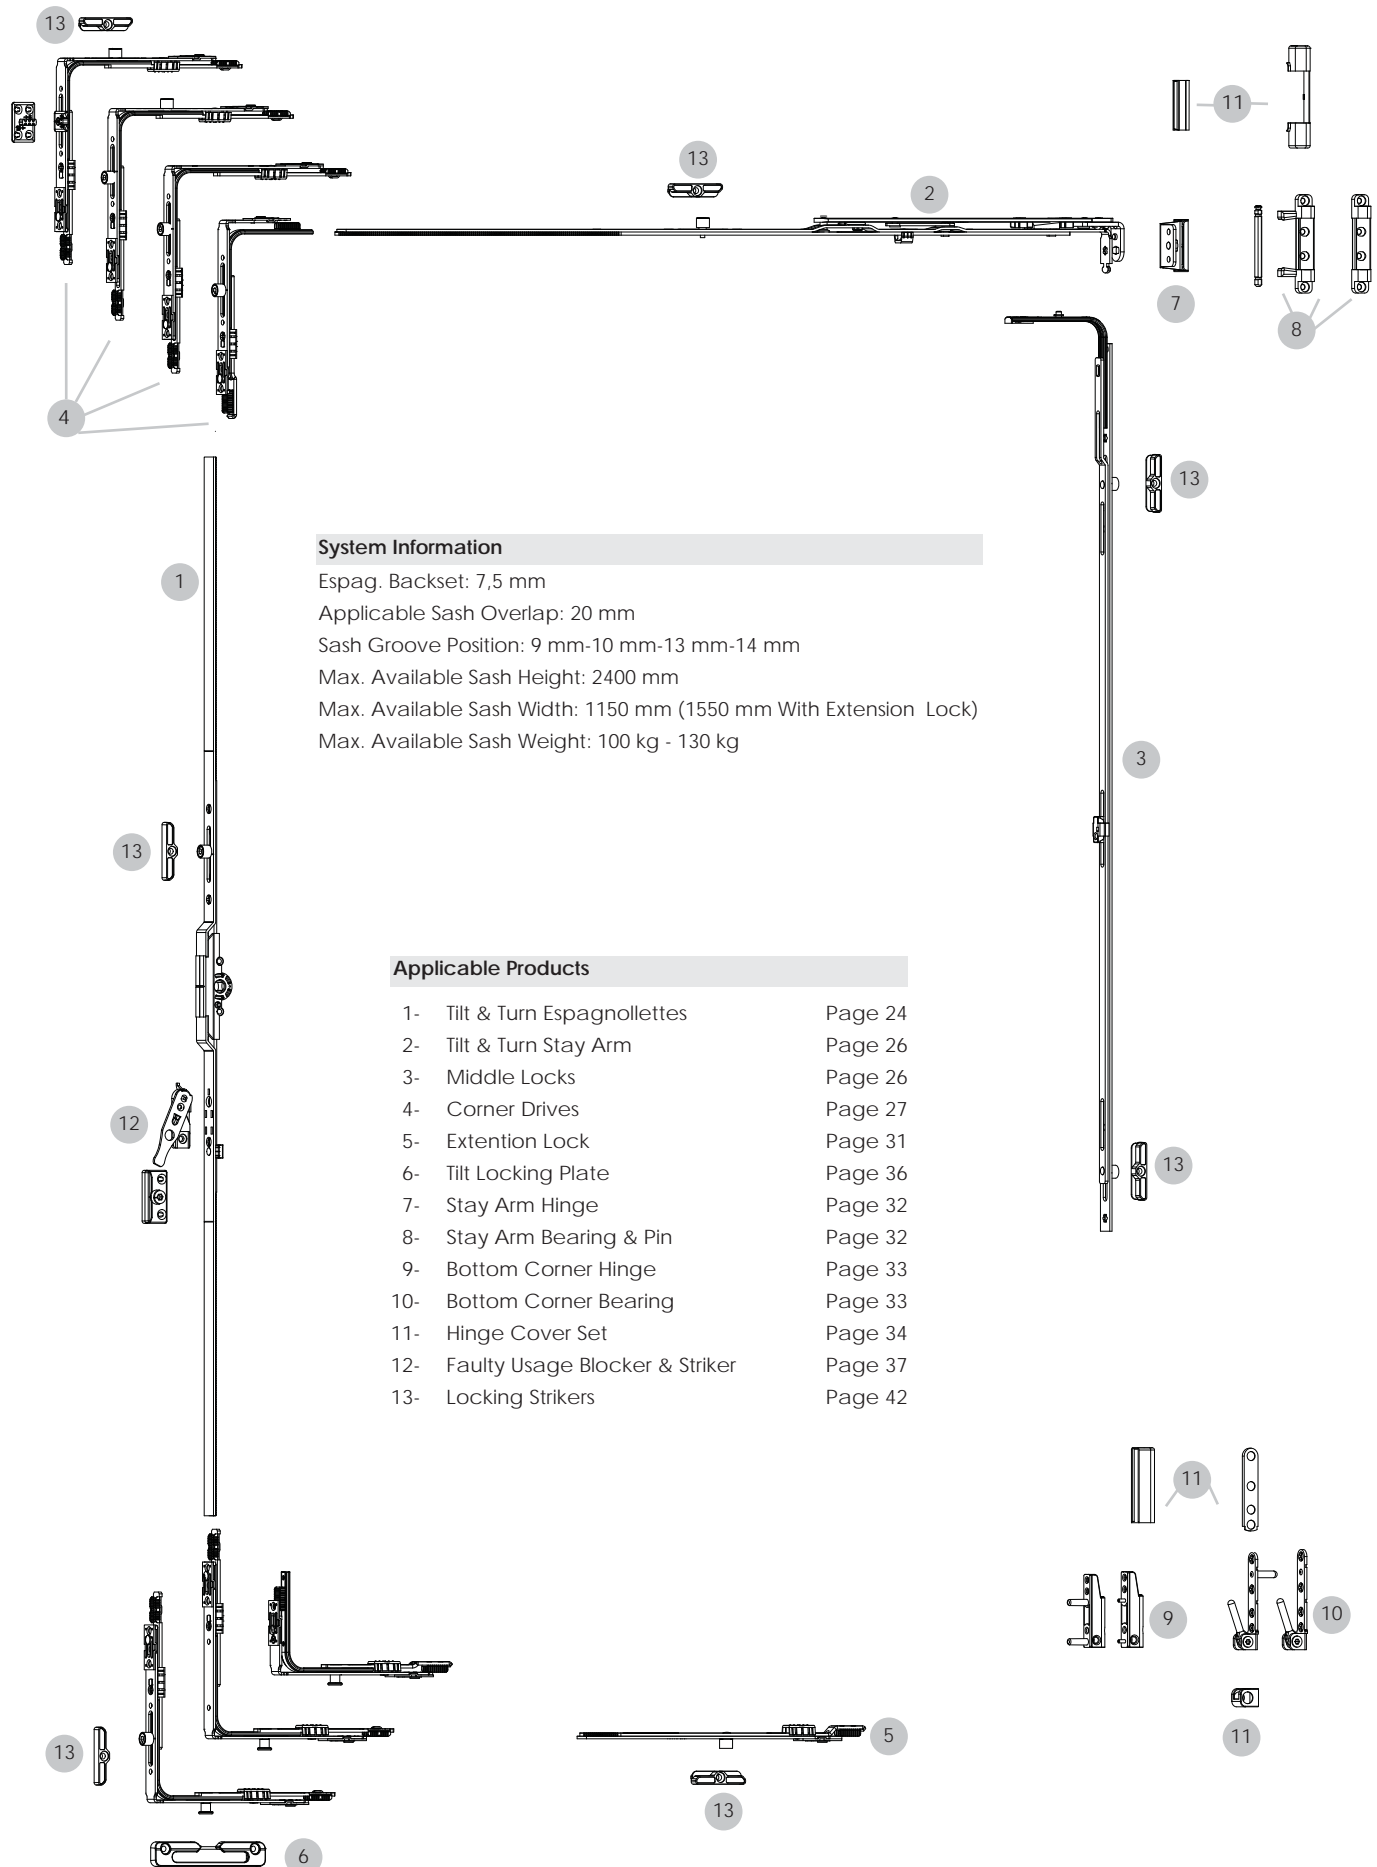 13
11
13
2
7
8
4
13
1
System Information
Espag. Backset: 7,5 mm
Applicable Sash Overlap: 20 mm
Sash Groove Position: 9 mm-10 mm-13 mm-14 mm
Max. Available Sash Height: 2400 mm
Max. Available Sash Width: 1150 mm (1550 mm With Extension Lock)
Max. Available Sash Weight: 100 kg - 130 kg
3
13
12
Applicable Products
1- Tilt & Turn Espagnollettes Page 24
2- Tilt & Turn Stay Arm Page 26
3- Middle Locks Page 26
4- Corner Drives Page 27
5- Extention Lock Page 31
6- Tilt Locking Plate Page 36
7- Stay Arm Hinge Page 32
8- Stay Arm Bearing & Pin Page 32
9- Bottom Corner Hinge Page 33
10- Bottom Corner Bearing Page 33
11- Hinge Cover Set Page 34
12- Faulty Usage Blocker & Striker Page 37
13- Locking Strikers Page 42
13
11
9
10
11
13
5
13
6